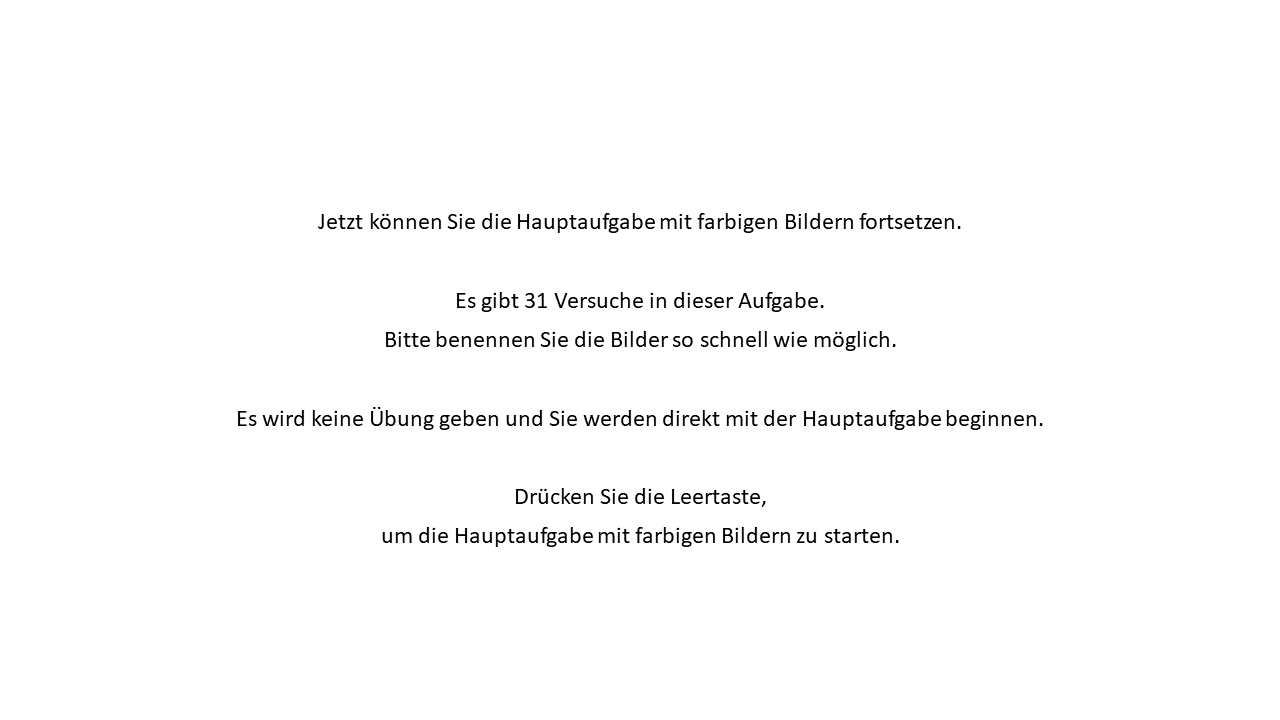 Jetzt können Sie die Hauptaufgabe mit farbigen Bildern fortsetzen.
Es gibt 31 Versuche in dieser Aufgabe.
Bitte benennen Sie die Bilder so schnell wie möglich.
Es wird keine Übung geben und Sie werden direkt mit der Hauptaufgabe beginnen.
Drücken Sie die Leertaste,
um die Hauptaufgabe mit farbigen Bildern zu starten.